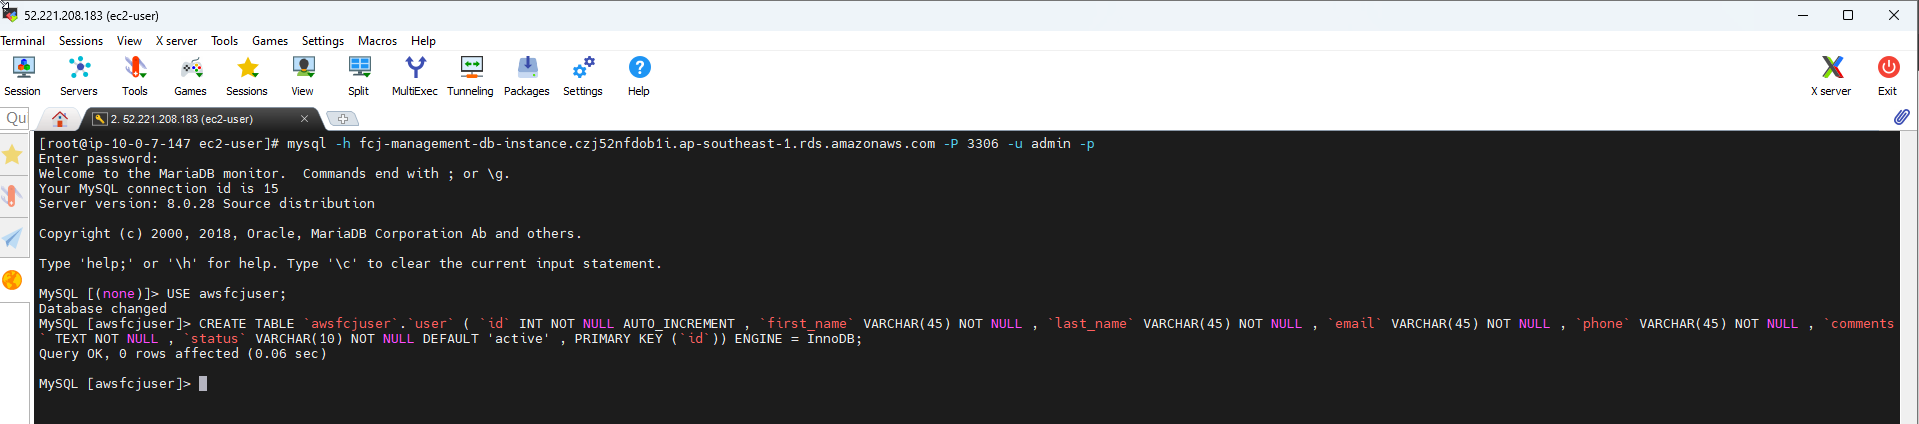 52.221.208.183 (ec2-user)
Terminal Sessions View X server Tools Games Settings Macros Help
Session Servers Tools Games Sessions View Split MultiExec Tunneling Packages Settings Help X server Exit
Qu
2. 52.221.208.183 (ec2-user)
[root@ip-10-0-7-147 ec2-user]# mysql -h fcj-management-db-instance.czj52nfdob1i.ap-southeast-1.rds.amazonaws.com -P 3306 -u admin -p
Enter password:
Welcome to the MariaDB monitor.  Commands end with ; or \g.
Your MySQL connection id is 15
Server version: 8.0.28 Source distribution
Copyright (c) 2000, 2018, Oracle, MariaDB Corporation Ab and others.
Type 'help;' or '\h' for help. Type '\c' to clear the current input statement.
MySQL [(none)]> USE awsfcjuser;
Database changed
MySQL [awsfcjuser]> CREATE TABLE `awsfcjuser`.`user` ( `id` INT NOT NULL AUTO_INCREMENT , `first_name` VARCHAR(45) NOT NULL , `last_name` VARCHAR(45) NOT NULL , `email` VARCHAR(45) NOT NULL , `phone` VARCHAR(45) NOT NULL , `comments
` TEXT NOT NULL , `status` VARCHAR(10) NOT NULL DEFAULT 'active' , PRIMARY KEY (`id`)) ENGINE = InnoDB;
Query OK, 0 rows affected (0.06 sec)
MySQL [awsfcjuser]>